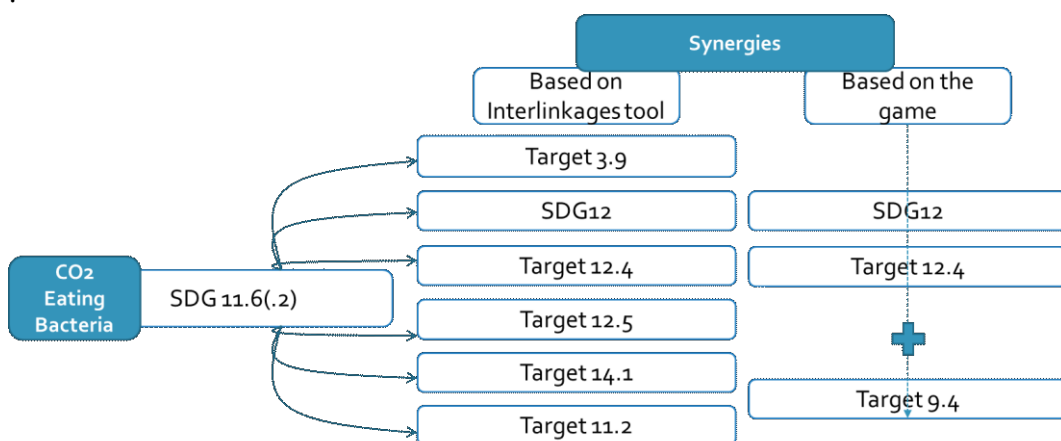 Synergies
Based on
Interlinkages tool
Based on the
game
Target 3.9
SDG12
SDG12
Target 12.4
Target 12.4
CO2
Eating
Bacteria
SDG 11.6(.2)
Target 12.5
Target 14.1
Target 9.4
Target 11.2